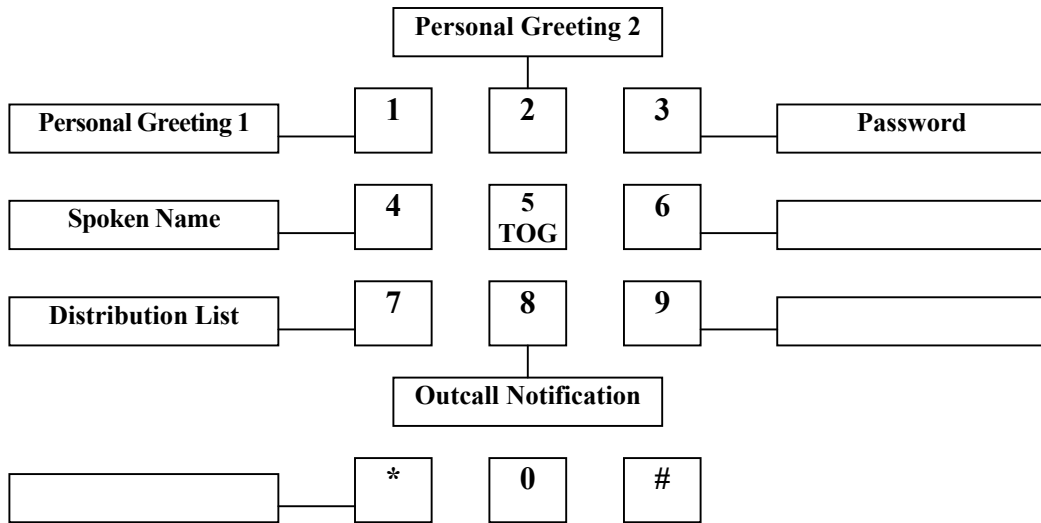 Personal Greeting 2
Personal Greeting 1 1 2 3 Password
Spoken Name 4 5 6
TOG
Distribution List 7 8 9
Outcall Notification
* 0 #